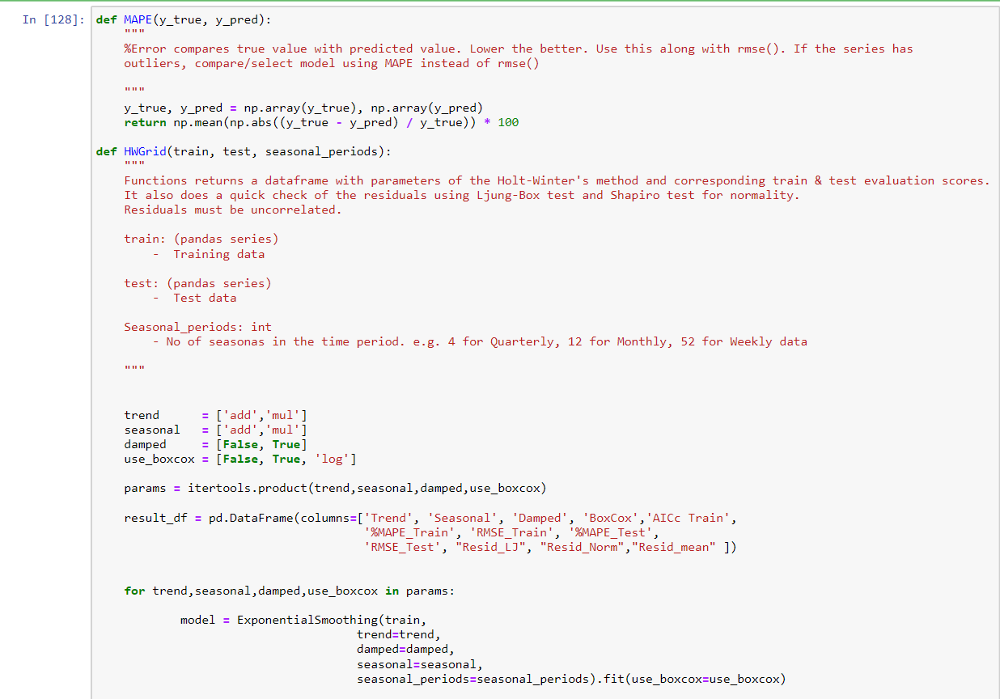 In [128]: def MAPE(y_true, y_pred):
"""
%Error compares true value with predicted value. Lower the better. Use this along with rmse(). If the series has
outliers, compare/select model using MAPE instead of rmse()
"""
y_true, y_pred = np.array(y_true), np.array(y_pred)
return np.mean(np.abs((y_true - y_pred) / y_true)) * 100
def HWGrid(train, test, seasonal_periods):
"""
Functions returns a dataframe with parameters of the Holt-Winter's method and corresponding train & test evaluation scores.
It also does a quick check of the residuals using Ljung-Box test and Shapiro test for normality.
Residuals must be uncorrelated.
train: (pandas series)
- Training data
test: (pandas series)
- Test data
Seasonal_periods: int
- No of seasonas in the time period. e.g. 4 for Quarterly, 12 for Monthly, 52 for Weekly data
"""
trend = ['add','mul']
seasonal = ['add','mul']
damped = [False, True]
use_boxcox = [False, True, 'log']
params = itertools.product(trend,seasonal,damped,use_boxcox)
result_df = pd.DataFrame(columns=['Trend', 'Seasonal', 'Damped', 'BoxCox','AICc Train',
'%MAPE_Train', 'RMSE_Train', '%MAPE_Test',
'RMSE_Test', "Resid_LJ", "Resid_Norm","Resid_mean" ])
for trend,seasonal,damped,use_boxcox in params:
model = ExponentialSmoothing(train,
trend=trend,
damped=damped,
seasonal=seasonal,
seasonal_periods=seasonal_periods).fit(use_boxcox=use_boxcox)